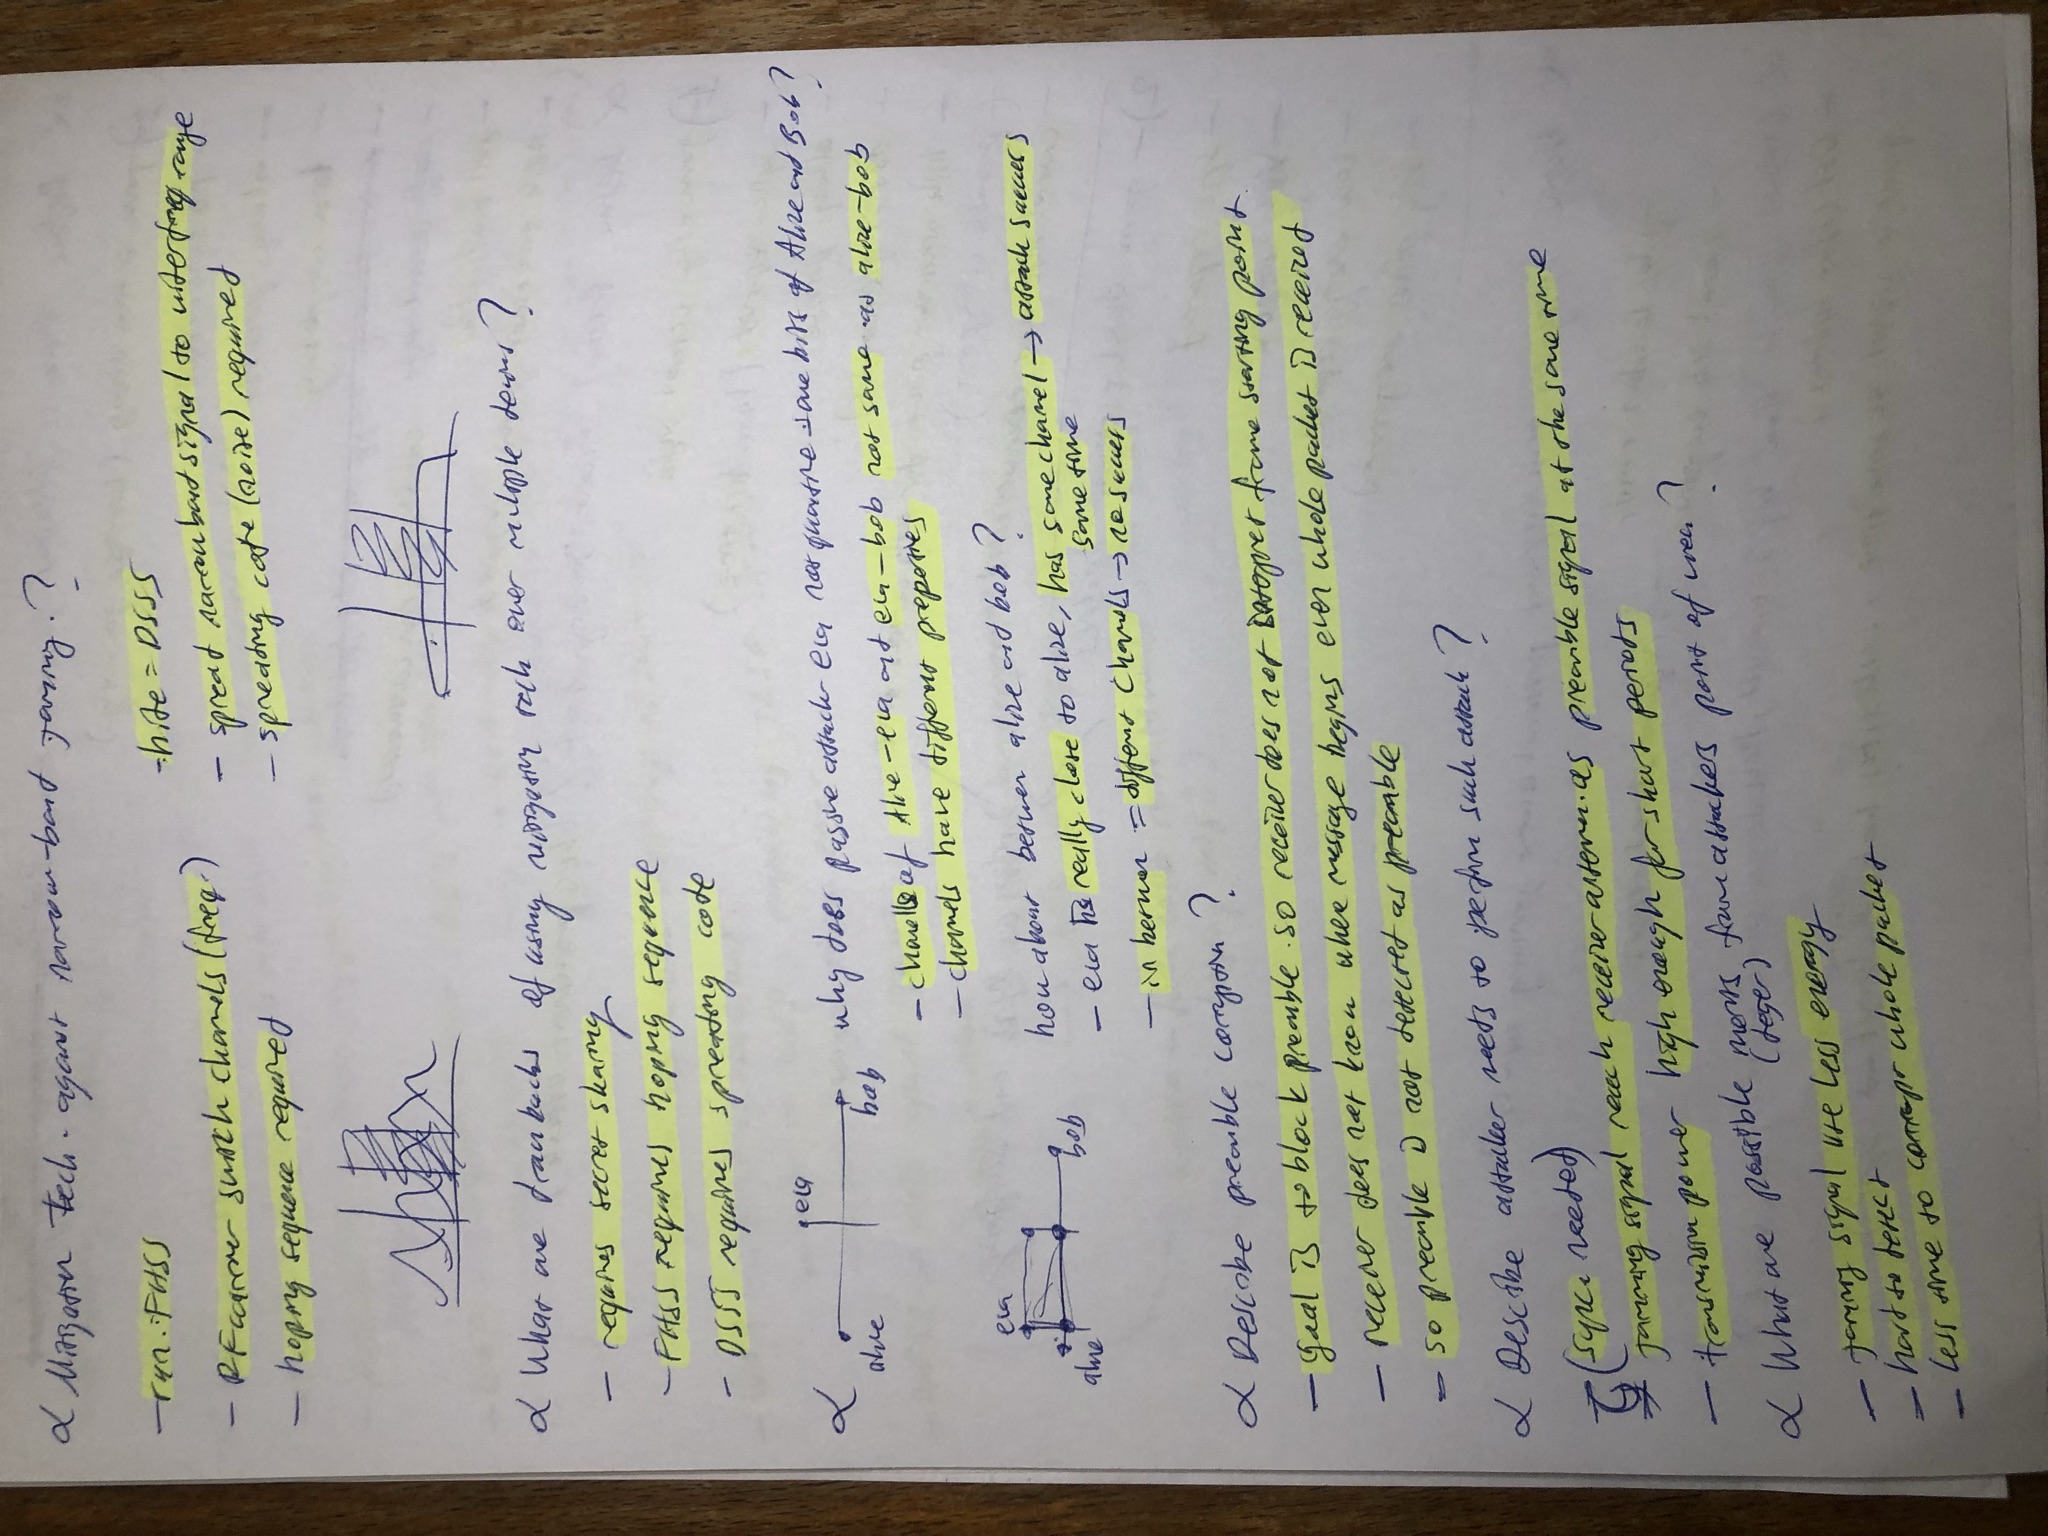 α Mitigation tech. against narrow-band jamming?
- run: FHSS
- RF carrier switch channels (freq.)
- hoping sequence required
- hide = DSSS
- spread narrow band signal to interfering range
- spreading code (noise) required
α What are drawbacks of using mitigation tech over multiple devices?
- requires secret sharing
- FHSS requires hoping sequence
- DSSS requires spreading code
α why does passive attacker eva not quantize same bits of Alice and Bob?
eva
alice
bob
- channels of Alice-eva and eva-bob not same as alice-bob
- channels have different properties
how about between alice and bob?
eva
alice
bob
- eva is really close to alice, has same channel → attack succes
same time
- in between = different channels → no succes
α Describe preamble corruption?
- goal is to block preamble. so receiver does not interpret frame starting point
- receiver does not know where message begins even whole packet is received
= so preamble is not detected as preamble
α Describe attacker needs to perform such attack?
(sync. needed)
jamming signal reach receiver antenna as preamble signal at the same time
- transmission power high enough for short periods
α What are possible merits from attakers point of view?
- jamming signal use less energy
= hard to detect
- less time to corrupt whole packet